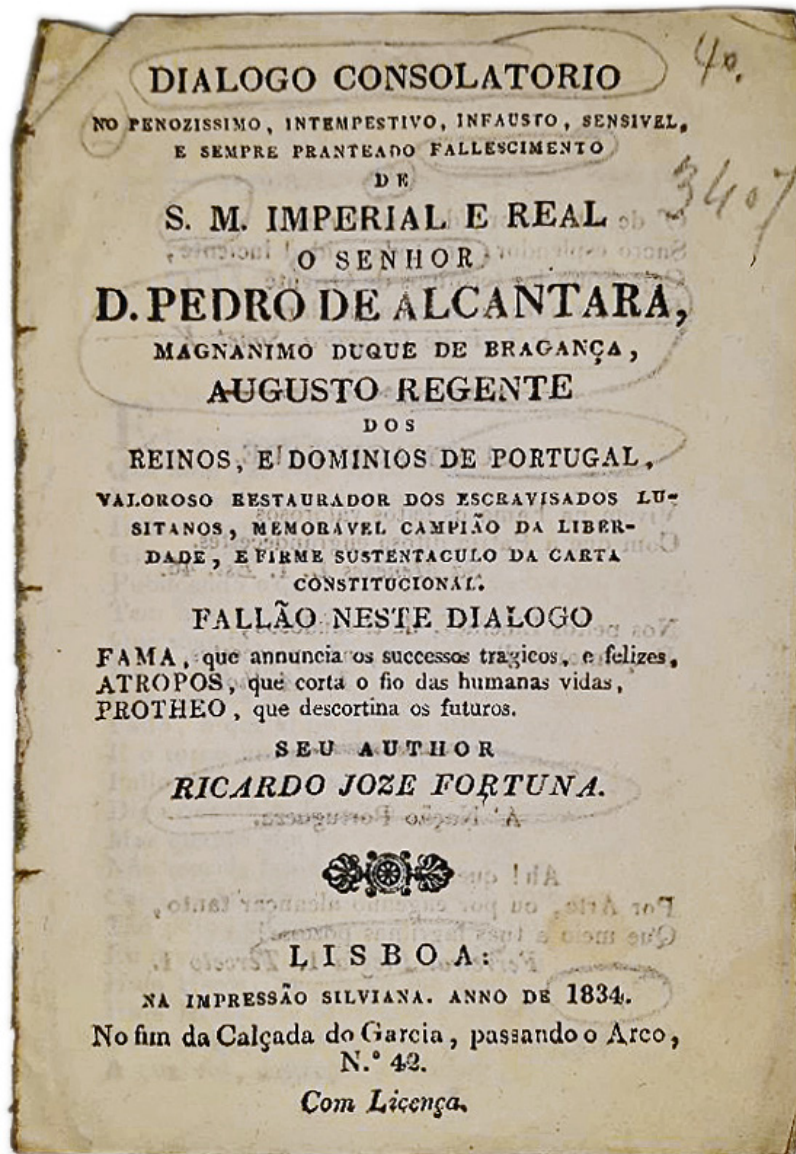 DIALOGO CONSOLATORIO
40.
NO PENOZISSIMO, INTEMPESTIVO, INFAUSTO, SENSIVEL,
E SEMPRE PRANTEADO FALLESCIMENTO
DE
3407
S. M. IMPERIAL E REAL
O SENHOR
D. PEDRO DE ALCANTARA,
MAGNANIMO DUQUE DE BRAGANÇA,
AUGUSTO REGENTE
DOS
REINOS, E DOMINIOS DE PORTUGAL,
VALOROSO RESTAURADOR DOS ESCRAVISADOS LU-
SITANOS, MEMORAVEL CAMPIÃO DA LIBER-
DADE, E FIRME SUSTENTACULO DA CARTA
CONSTITUCIONAL.
FALLÃO NESTE DIALOGO
FAMA, que annuncia os successos tragicos, e felizes,
ATROPOS, que corta o fio das humanas vidas,
PROTHEO, que descortina os futuros.
SEU AUTHOR
RICARDO JOZE FORTUNA.
LISBOA:
NA IMPRESSÃO SILVIANA. ANNO DE 1834.
No fim da Calçada do Garcia, passando o Arco,
N.º 42.
Com Licença.